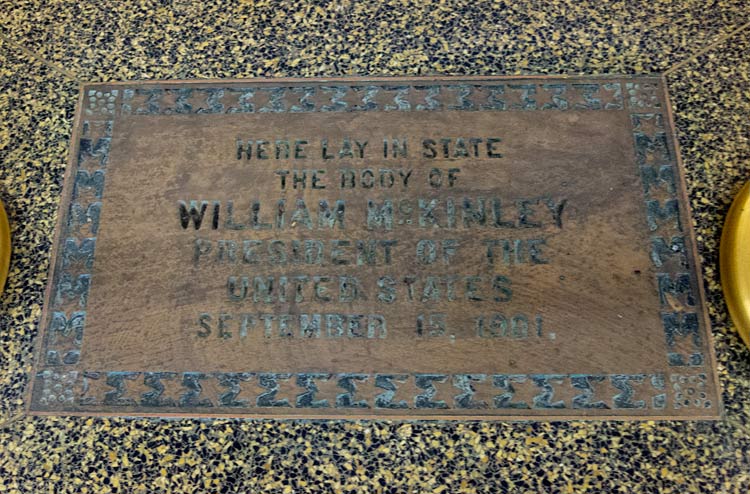 HERE LAY IN STATE
THE BODY OF
WILLIAM McKINLEY
PRESIDENT OF THE
UNITED STATES
SEPTEMBER 15, 1901.